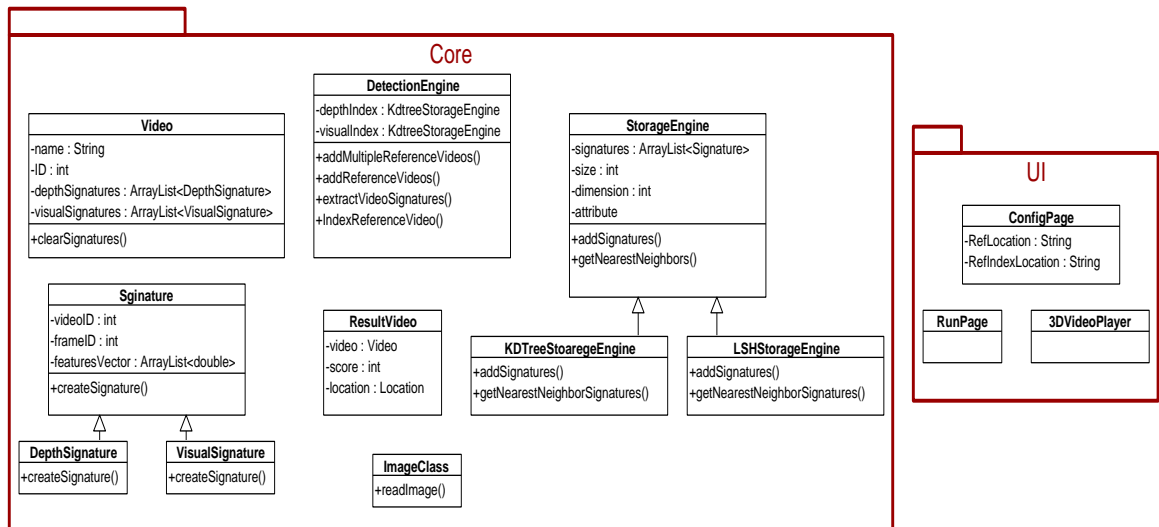 Core
Video
-name : String
-ID : int
-depthSignatures : ArrayList<DepthSignature>
-visualSignatures : ArrayList<VisualSignature>
+clearSignatures()
DetectionEngine
-depthIndex : KdtreeStorageEngine
-visualIndex : KdtreeStorageEngine
+addMultipleReferenceVideos()
+addReferenceVideos()
+extractVideoSignatures()
+IndexReferenceVideo()
StorageEngine
-signatures : ArrayList<Signature>
-size : int
-dimension : int
-attribute
+addSignatures()
+getNearestNeighbors()
Sginature
-videoID : int
-frameID : int
-featuresVector : ArrayList<double>
+createSignature()
ResultVideo
-video : Video
-score : int
-location : Location
KDTreeStoaregeEngine
+addSignatures()
+getNearestNeighborSignatures()
LSHStorageEngine
+addSignatures()
+getNearestNeighborSignatures()
DepthSignature
+createSignature()
VisualSignature
+createSignature()
ImageClass
+readImage()
UI
ConfigPage
-RefLocation : String
-RefIndexLocation : String
RunPage
3DVideoPlayer